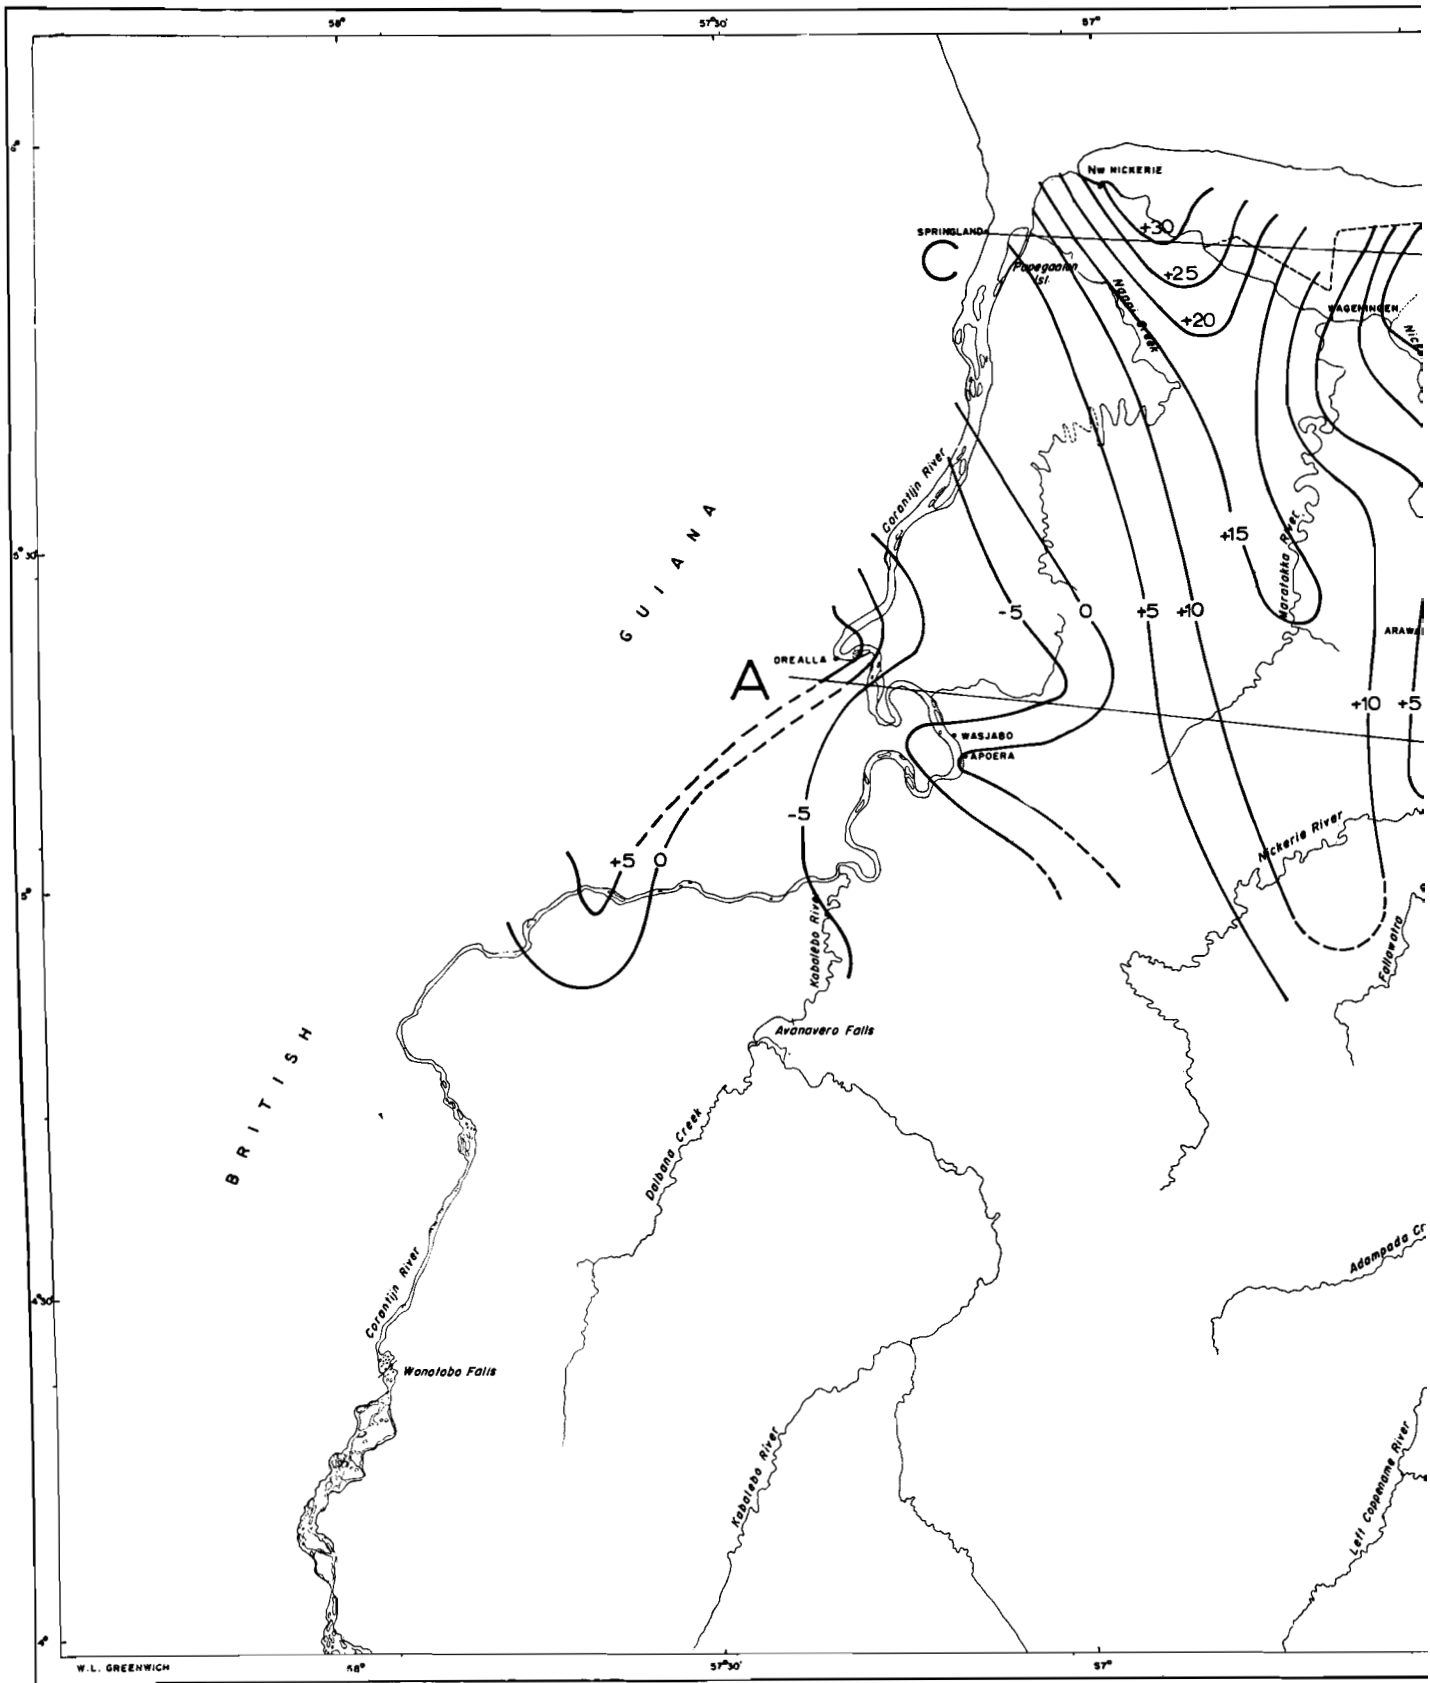 58°
57°30'
57°
6°
Nw NICKERIE
+30
SPRINGLAND
C
Papegaaien
Isl.
+25
Nanni Creek
+20
WAGENINGEN
Nicke
Corantijn River
GUIANA
5°30'
+15
Maratakka River
-5
0
+5
+10
ARAWA
OREALLA
A
+10
+5
WASJABO
APOERA
-5
Nickerie River
+5
0
5°
Kabalebo River
Fallawatra
Avanavero Falls
BRITISH
Dalbana Creek
Adampada Cr
Corantijn River
4°30'
Wonotobo Falls
Kabalebo River
Left Coppename River
4°
W.L. GREENWICH
58°
57°30'
57°